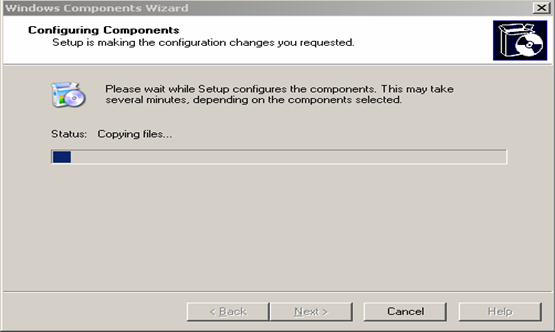 Windows Components Wizard
Configuring Components
Setup is making the configuration changes you requested.
Please wait while Setup configures the components. This may take
several minutes, depending on the components selected.
Status: Copying files...
< Back Next > Cancel Help